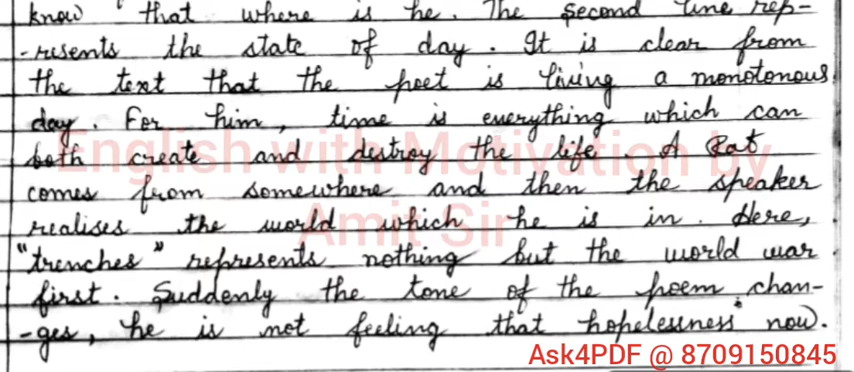 know that where is he. The second line rep-
-resents the state of day. It is clear from
the text that the poet is living a monotonous
day. For him, time is everything which can
both create and destroy the life. A Rat
English with Motivation by
comes from somewhere and then the speaker
realises the world which he is in. Here,
Amit Sir
"trenches" represents nothing but the world war
first. Suddenly the tone of the poem chan-
-ges, he is not feeling that hopelessness now.
Ask4PDF @ 8709150845